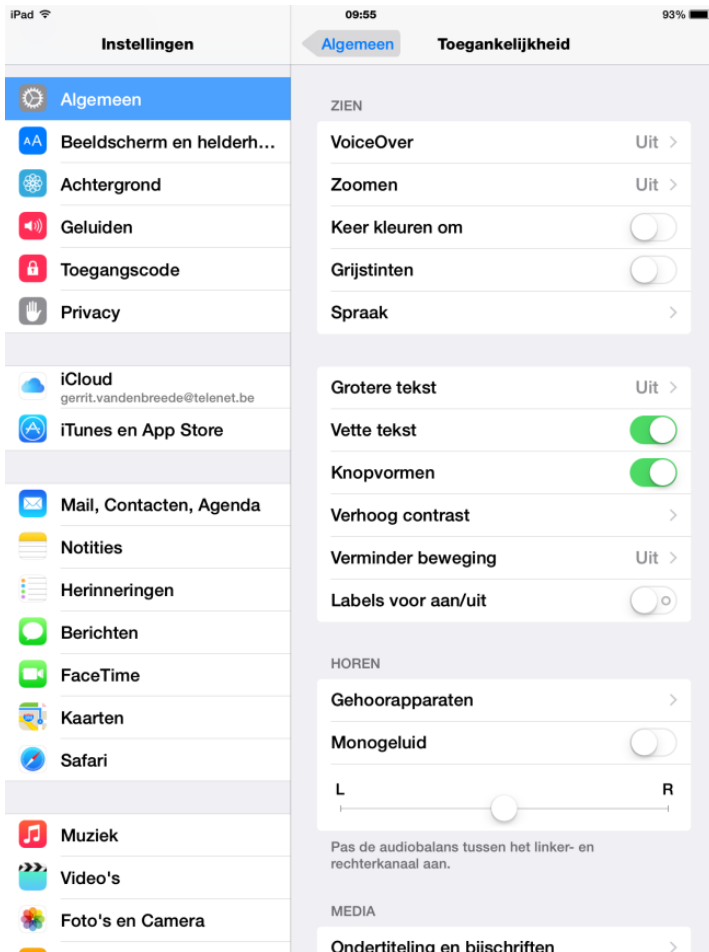 iPad 09:55 93%
Instellingen
Algemeen
Beeldscherm en helderh...
Achtergrond
Geluiden
Toegangscode
Privacy
iCloud
gerrit.vandenbreede@telenet.be
iTunes en App Store
Mail, Contacten, Agenda
Notities
Herinneringen
Berichten
FaceTime
Kaarten
Safari
Muziek
Video's
Foto's en Camera
Algemeen Toegankelijkheid
ZIEN
VoiceOver Uit
Zoomen Uit
Keer kleuren om
Grijstinten
Spraak
Grotere tekst Uit
Vette tekst
Knopvormen
Verhoog contrast
Verminder beweging Uit
Labels voor aan/uit
HOREN
Gehoorapparaten
Monogeluid
L R
Pas de audiobalans tussen het linker- en
rechterkanaal aan.
MEDIA
Ondertiteling en bijschriften